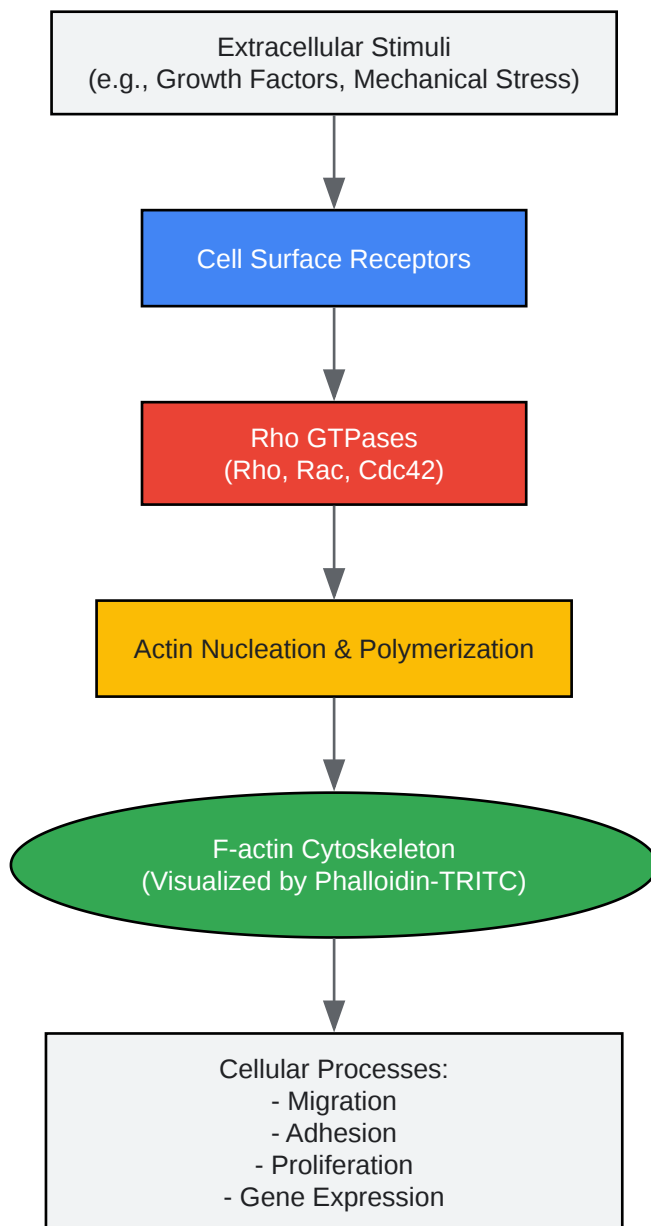 Extracellular Stimuli
(e.g., Growth Factors, Mechanical Stress)
Cell Surface Receptors
Rho GTPases
(Rho, Rac, Cdc42)
Actin Nucleation & Polymerization
F-actin Cytoskeleton
(Visualized by Phalloidin-TRITC)
Cellular Processes:
- Migration
- Adhesion
- Proliferation
- Gene Expression